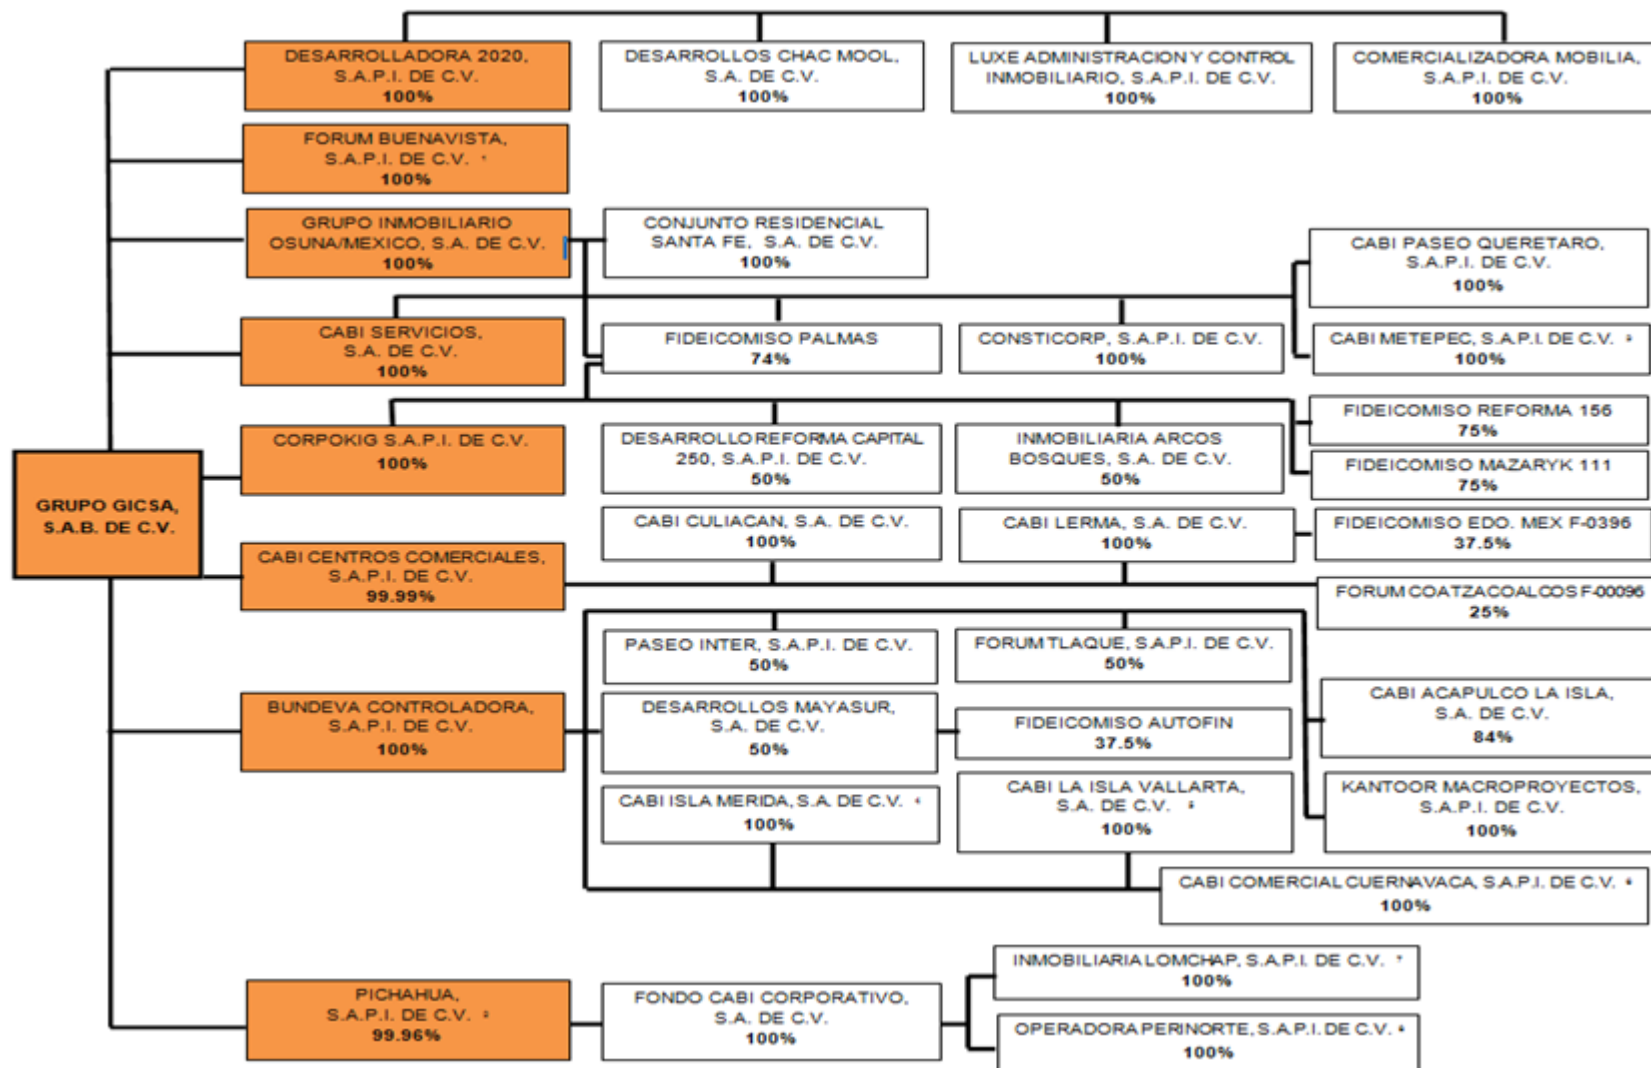 DESARROLLADORA 2020,
S.A.P.I. DE C.V.
100%
DESARROLLOS CHAC MOOL,
S.A. DE C.V.
100%
LUXE ADMINISTRACION Y CONTROL
INMOBILIARIO, S.A.P.I. DE C.V.
100%
COMERCIALIZADORA MOBILIA,
S.A.P.I. DE C.V.
100%
FORUM BUENAVISTA,
S.A.P.I. DE C.V. ¹
100%
GRUPO INMOBILIARIO
OSUNA/MEXICO, S.A. DE C.V.
100%
CONJUNTO RESIDENCIAL
SANTA FE, S.A. DE C.V.
100%
CABI PASEO QUERETARO,
S.A.P.I. DE C.V.
100%
CABI SERVICIOS,
S.A. DE C.V.
100%
FIDEICOMISO PALMAS
74%
CONSTICORP, S.A.P.I. DE C.V.
100%
CABI METEPEC, S.A.P.I. DE C.V.
100%
CORPOKIG S.A.P.I. DE C.V.
100%
DESARROLLO REFORMA CAPITAL
250, S.A.P.I. DE C.V.
50%
INMOBILIARIA ARCOS
BOSQUES, S.A. DE C.V.
50%
FIDEICOMISO REFORMA 156
75%
FIDEICOMISO MAZARYK 111
75%
GRUPO GICSA,
S.A.B. DE C.V.
CABI CULIACAN, S.A. DE C.V.
100%
CABI LERMA, S.A. DE C.V.
100%
FIDEICOMISO EDO. MEX F-0396
37.5%
CABI CENTROS COMERCIALES,
S.A.P.I. DE C.V.
99.99%
FORUM COATZACOALCOS F-00096
25%
PASEO INTER, S.A.P.I. DE C.V.
50%
FORUM TLAQUE, S.A.P.I. DE C.V.
50%
BUNDEVA CONTROLADORA,
S.A.P.I. DE C.V.
100%
DESARROLLOS MAYASUR,
S.A. DE C.V.
50%
FIDEICOMISO AUTOFIN
37.5%
CABI ACAPULCO LA ISLA,
S.A. DE C.V.
84%
CABI ISLA MERIDA, S.A. DE C.V.
100%
CABI LA ISLA VALLARTA,
S.A. DE C.V.
100%
KANTOOR MACROPROYECTOS,
S.A.P.I. DE C.V.
100%
CABI COMERCIAL CUERNAVACA, S.A.P.I. DE C.V.
100%
PICHAHUA,
S.A.P.I. DE C.V.
99.96%
FONDO CABI CORPORATIVO,
S.A. DE C.V.
100%
INMOBILIARIA LOMCHAP, S.A.P.I. DE C.V.
100%
OPERADORA PERINORTE, S.A.P.I. DE C.V.
100%